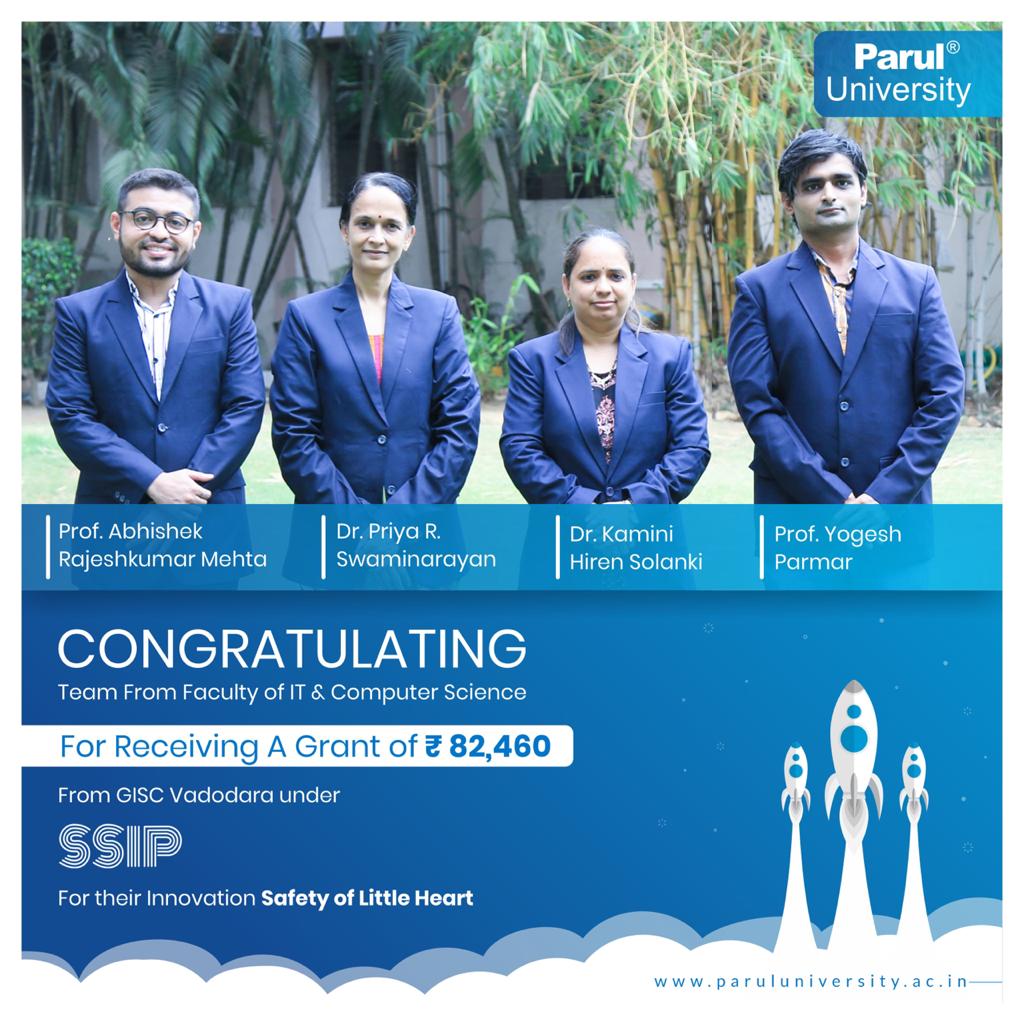 Parul®
University
Prof. Abhishek
Rajeshkumar Mehta
Dr. Priya R.
Swaminarayan
Dr. Kamini
Hiren Solanki
Prof. Yogesh
Parmar
CONGRATULATING
Team From Faculty of IT & Computer Science
For Receiving A Grant of ₹ 82,460
From GISC Vadodara under
SSIP
For their Innovation Safety of Little Heart
www.paruluniversity.ac.in